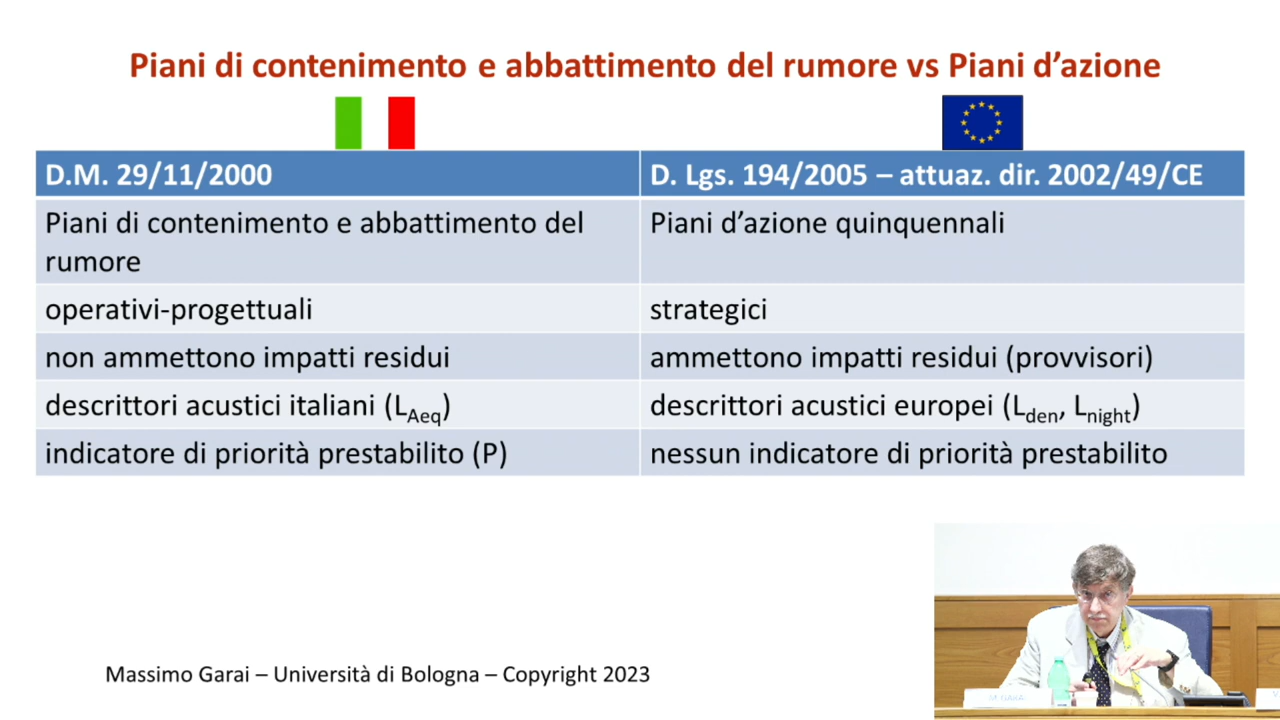 Piani di contenimento e abbattimento del rumore vs Piani d’azione
D.M. 29/11/2000
D. Lgs. 194/2005 – attuaz. dir. 2002/49/CE
Piani di contenimento e abbattimento del
rumore
Piani d’azione quinquennali
operativi-progettuali
strategici
non ammettono impatti residui
ammettono impatti residui (provvisori)
descrittori acustici italiani (LAeq)
descrittori acustici europei (Lden, Lnight)
indicatore di priorità prestabilito (P)
nessun indicatore di priorità prestabilito
Massimo Garai – Università di Bologna – Copyright 2023
M. GARAI